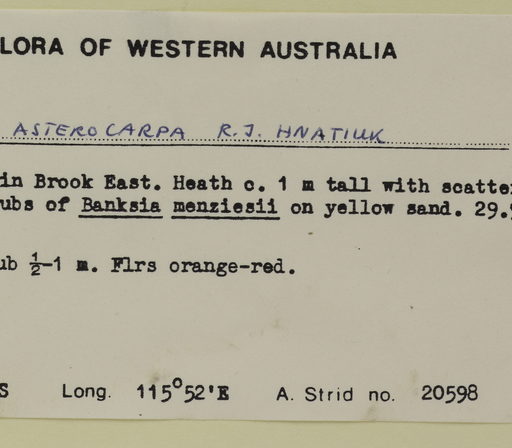 LORA OF WESTERN AUSTRALIA
ASTEROCARPA R.J. HNATIUK
in Brook East. Heath c. 1 m tall with scatte
ubs of Banksia menziesii on yellow sand. 29.
ub ½-1 m. Flrs orange-red.
S Long. 115°52'E A. Strid no. 20598